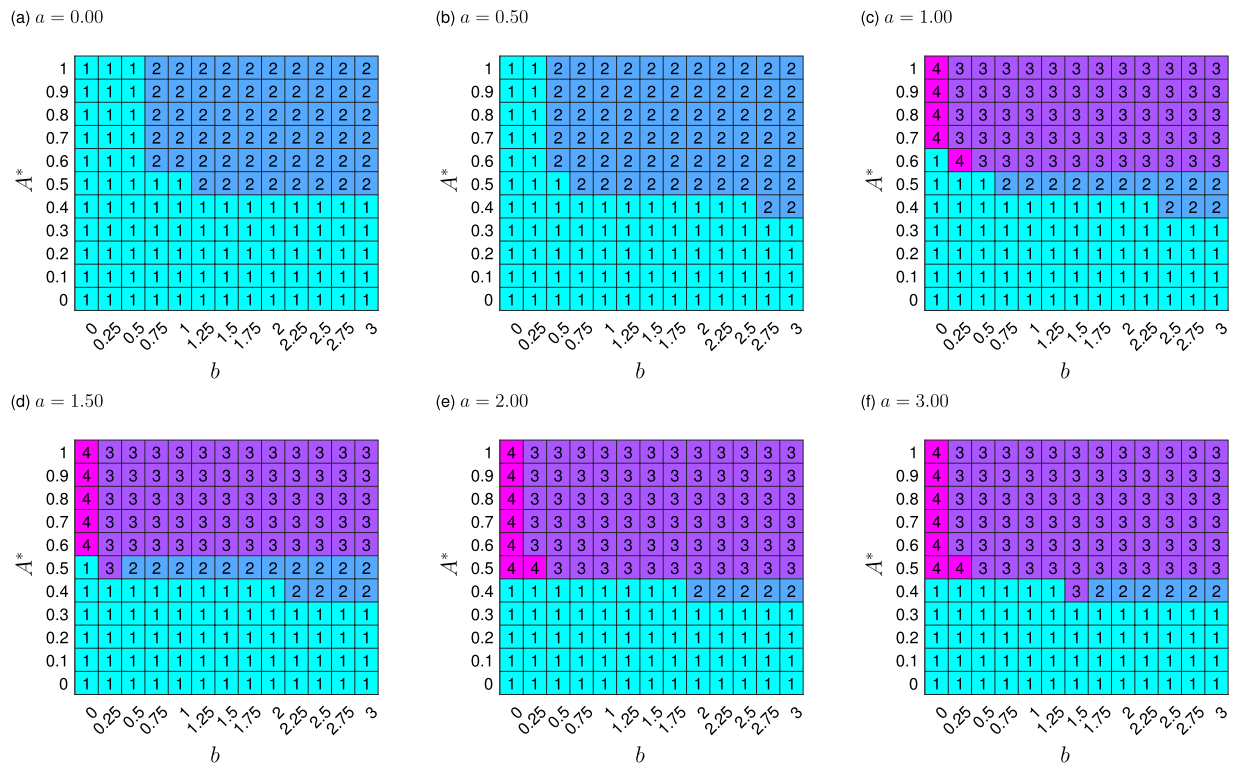 (a) a = 0.00
1 1 1 1 2 2 2 2 2 2 2 2 2 2
0.9 1 1 1 2 2 2 2 2 2 2 2 2 2
0.8 1 1 1 2 2 2 2 2 2 2 2 2 2
0.7 1 1 1 2 2 2 2 2 2 2 2 2 2
0.6 1 1 1 2 2 2 2 2 2 2 2 2 2
0.5 1 1 1 1 1 2 2 2 2 2 2 2 2
0.4 1 1 1 1 1 1 1 1 1 1 1 1 1
0.3 1 1 1 1 1 1 1 1 1 1 1 1 1
0.2 1 1 1 1 1 1 1 1 1 1 1 1 1
0.1 1 1 1 1 1 1 1 1 1 1 1 1 1
0 1 1 1 1 1 1 1 1 1 1 1 1 1
A*
0 0.25 0.5 0.75 1 1.25 1.5 1.75 2 2.25 2.5 2.75 3
b
(b) a = 0.50
1 1 1 2 2 2 2 2 2 2 2 2 2 2
0.9 1 1 2 2 2 2 2 2 2 2 2 2 2
0.8 1 1 2 2 2 2 2 2 2 2 2 2 2
0.7 1 1 2 2 2 2 2 2 2 2 2 2 2
0.6 1 1 2 2 2 2 2 2 2 2 2 2 2
0.5 1 1 1 2 2 2 2 2 2 2 2 2 2
0.4 1 1 1 1 1 1 1 1 1 1 1 2 2
0.3 1 1 1 1 1 1 1 1 1 1 1 1 1
0.2 1 1 1 1 1 1 1 1 1 1 1 1 1
0.1 1 1 1 1 1 1 1 1 1 1 1 1 1
0 1 1 1 1 1 1 1 1 1 1 1 1 1
A*
0 0.25 0.5 0.75 1 1.25 1.5 1.75 2 2.25 2.5 2.75 3
b
(c) a = 1.00
1 4 3 3 3 3 3 3 3 3 3 3 3 3
0.9 4 3 3 3 3 3 3 3 3 3 3 3 3
0.8 4 3 3 3 3 3 3 3 3 3 3 3 3
0.7 4 3 3 3 3 3 3 3 3 3 3 3 3
0.6 1 4 3 3 3 3 3 3 3 3 3 3 3
0.5 1 1 1 2 2 2 2 2 2 2 2 2 2
0.4 1 1 1 1 1 1 1 1 1 1 2 2 2
0.3 1 1 1 1 1 1 1 1 1 1 1 1 1
0.2 1 1 1 1 1 1 1 1 1 1 1 1 1
0.1 1 1 1 1 1 1 1 1 1 1 1 1 1
0 1 1 1 1 1 1 1 1 1 1 1 1 1
A*
0 0.25 0.5 0.75 1 1.25 1.5 1.75 2 2.25 2.5 2.75 3
b
(d) a = 1.50
1 4 3 3 3 3 3 3 3 3 3 3 3 3
0.9 4 3 3 3 3 3 3 3 3 3 3 3 3
0.8 4 3 3 3 3 3 3 3 3 3 3 3 3
0.7 4 3 3 3 3 3 3 3 3 3 3 3 3
0.6 4 3 3 3 3 3 3 3 3 3 3 3 3
0.5 1 3 2 2 2 2 2 2 2 2 2 2 2
0.4 1 1 1 1 1 1 1 1 1 2 2 2 2
0.3 1 1 1 1 1 1 1 1 1 1 1 1 1
0.2 1 1 1 1 1 1 1 1 1 1 1 1 1
0.1 1 1 1 1 1 1 1 1 1 1 1 1 1
0 1 1 1 1 1 1 1 1 1 1 1 1 1
A*
0 0.25 0.5 0.75 1 1.25 1.5 1.75 2 2.25 2.5 2.75 3
b
(e) a = 2.00
1 4 3 3 3 3 3 3 3 3 3 3 3 3
0.9 4 3 3 3 3 3 3 3 3 3 3 3 3
0.8 4 3 3 3 3 3 3 3 3 3 3 3 3
0.7 4 3 3 3 3 3 3 3 3 3 3 3 3
0.6 4 3 3 3 3 3 3 3 3 3 3 3 3
0.5 4 4 3 3 3 3 3 3 3 3 3 3 3
0.4 1 1 1 1 1 1 1 1 2 2 2 2 2
0.3 1 1 1 1 1 1 1 1 1 1 1 1 1
0.2 1 1 1 1 1 1 1 1 1 1 1 1 1
0.1 1 1 1 1 1 1 1 1 1 1 1 1 1
0 1 1 1 1 1 1 1 1 1 1 1 1 1
A*
0 0.25 0.5 0.75 1 1.25 1.5 1.75 2 2.25 2.5 2.75 3
b
(f) a = 3.00
1 4 3 3 3 3 3 3 3 3 3 3 3 3
0.9 4 3 3 3 3 3 3 3 3 3 3 3 3
0.8 4 3 3 3 3 3 3 3 3 3 3 3 3
0.7 4 3 3 3 3 3 3 3 3 3 3 3 3
0.6 4 3 3 3 3 3 3 3 3 3 3 3 3
0.5 4 4 3 3 3 3 3 3 3 3 3 3 3
0.4 1 1 1 1 1 1 3 2 2 2 2 2 2
0.3 1 1 1 1 1 1 1 1 1 1 1 1 1
0.2 1 1 1 1 1 1 1 1 1 1 1 1 1
0.1 1 1 1 1 1 1 1 1 1 1 1 1 1
0 1 1 1 1 1 1 1 1 1 1 1 1 1
A*
0 0.25 0.5 0.75 1 1.25 1.5 1.75 2 2.25 2.5 2.75 3
b